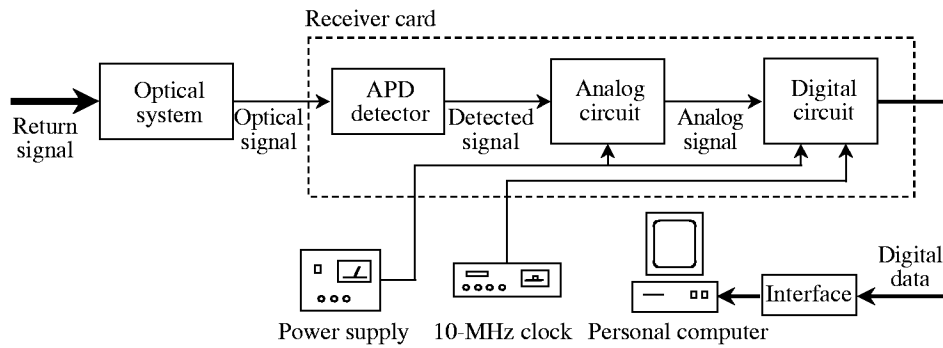 Receiver card
Optical
system
APD
detector
Analog
circuit
Digital
circuit
Return
signal
Optical
signal
Detected
signal
Analog
signal
Digital
data
Interface
Power supply
10-MHz clock
Personal computer